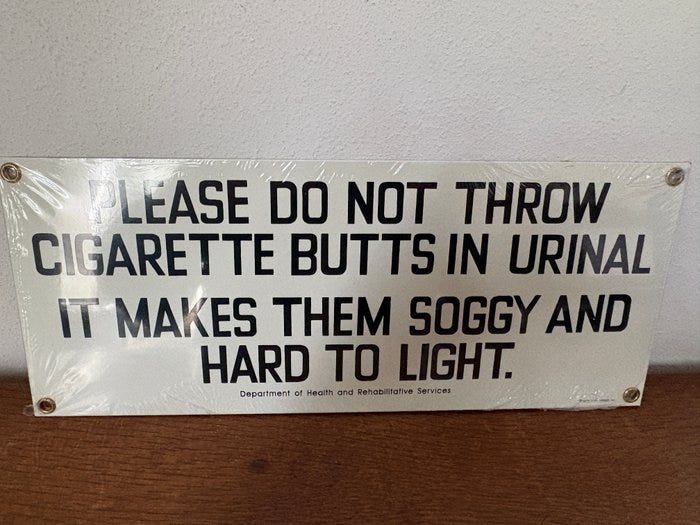 PLEASE DO NOT THROW
CIGARETTE BUTTS IN URINAL
IT MAKES THEM SOGGY AND
HARD TO LIGHT.
Department of Health and Rehabilitative Services